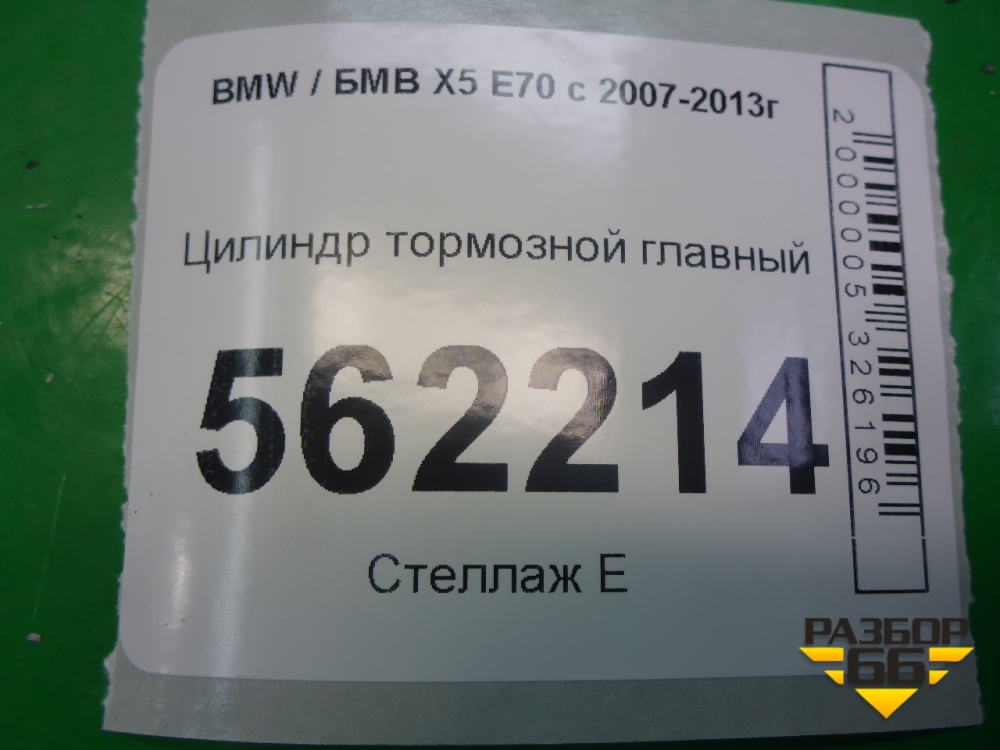 BMW / БМВ X5 E70 с 2007-2013г
Цилиндр тормозной главный
562214
Стеллаж Е
2000005326196
РАЗБОР
66